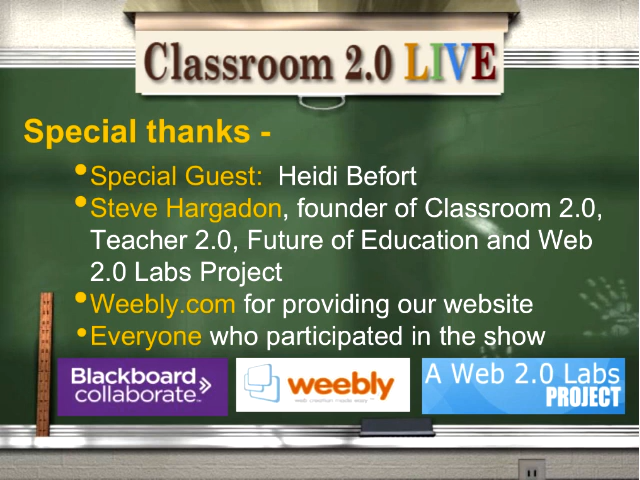 Classroom 2.0 LIVE
Special thanks -
•Special Guest: Heidi Befort
•Steve Hargadon, founder of Classroom 2.0,
Teacher 2.0, Future of Education and Web
2.0 Labs Project
•Weebly.com for providing our website
•Everyone who participated in the show
Blackboard
collaborate™
weebly
web creation made easy™
A Web 2.0 Labs
PROJECT